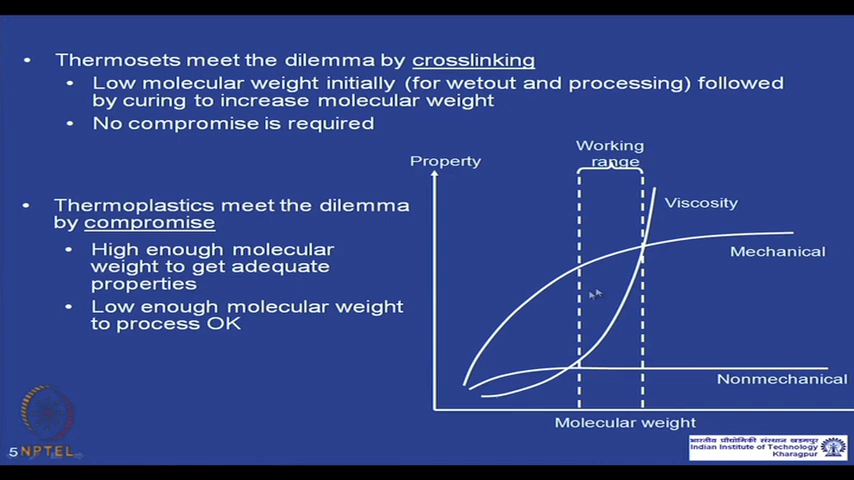 • Thermosets meet the dilemma by crosslinking
• Low molecular weight initially (for wetout and processing) followed
by curing to increase molecular weight
• No compromise is required
• Thermoplastics meet the dilemma
by compromise
• High enough molecular
weight to get adequate
properties
• Low enough molecular weight
to process OK
Working
range
Property
Viscosity
Mechanical
Nonmechanical
Molecular weight
5
NPTEL
भारतीय प्रौद्योगिकी संस्थान खड़गपुर
Indian Institute of Technology
Kharagpur